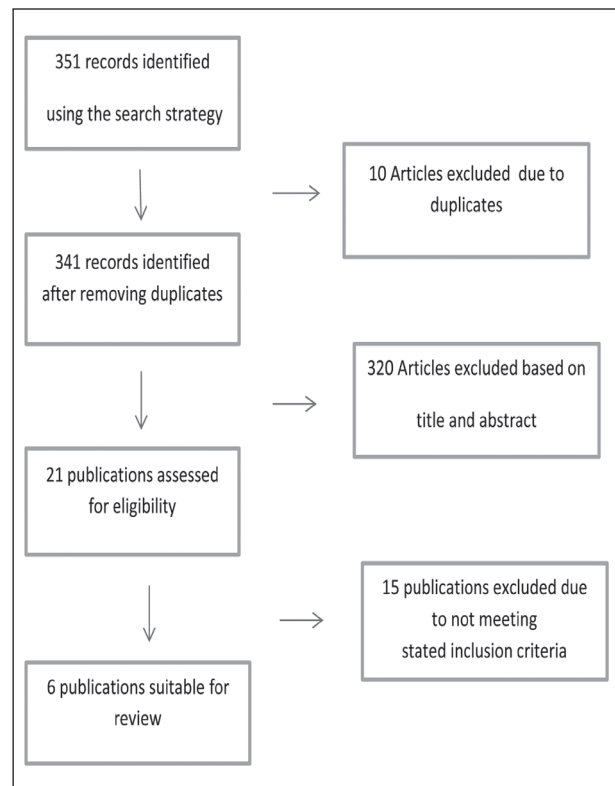 351 records identified
using the search strategy
10 Articles excluded due to
duplicates
341 records identified
after removing duplicates
320 Articles excluded based on
title and abstract
21 publications assessed
for eligibility
15 publications excluded due
to not meeting
stated inclusion criteria
6 publications suitable for
review